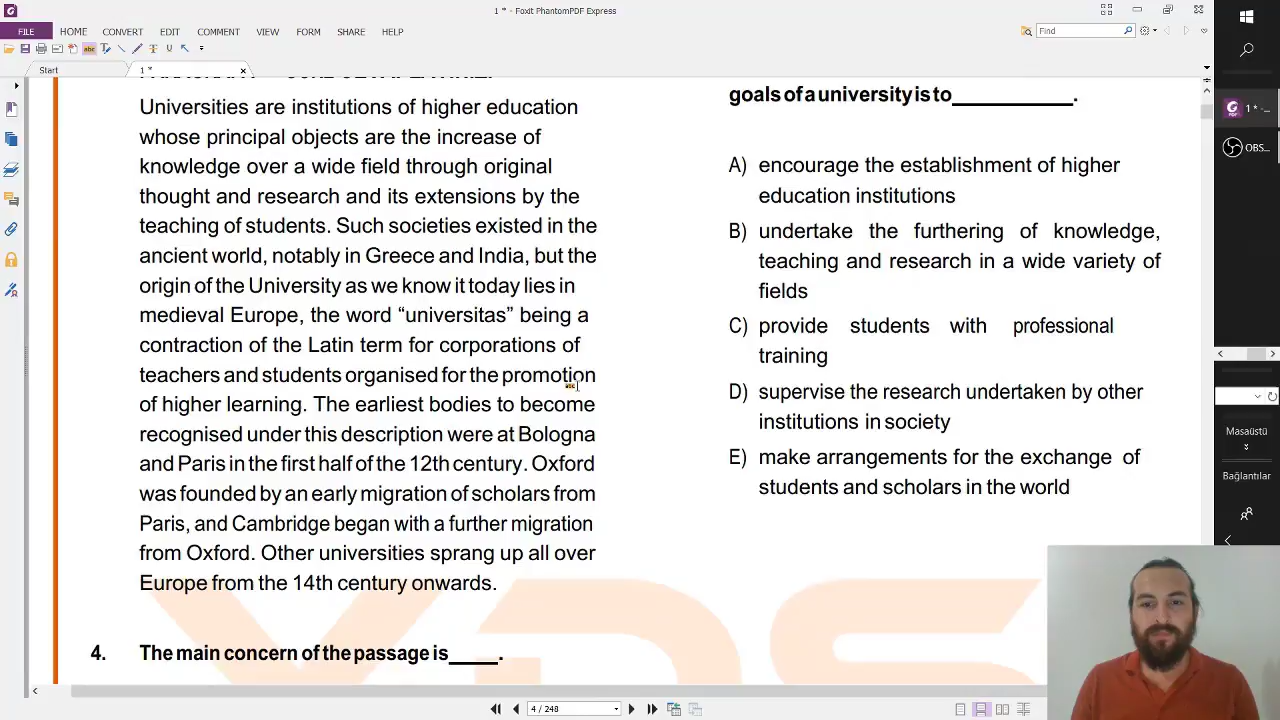 1 * - Foxit PhantomPDF Express
FILE HOME CONVERT EDIT COMMENT VIEW FORM SHARE HELP
Find
Start
1 *
Universities are institutions of higher education
whose principal objects are the increase of
knowledge over a wide field through original
thought and research and its extensions by the
teaching of students. Such societies existed in the
ancient world, notably in Greece and India, but the
origin of the University as we know it today lies in
medieval Europe, the word “universitas” being a
contraction of the Latin term for corporations of
teachers and students organised for the promotion
of higher learning. The earliest bodies to become
recognised under this description were at Bologna
and Paris in the first half of the 12th century. Oxford
was founded by an early migration of scholars from
Paris, and Cambridge began with a further migration
from Oxford. Other universities sprang up all over
Europe from the 14th century onwards.
4. The main concern of the passage is_____.
goals of a university is to___________.
A) encourage the establishment of higher
education institutions
B) undertake the furthering of knowledge,
teaching and research in a wide variety of
fields
C) provide students with professional
training
D) supervise the research undertaken by other
institutions in society
E) make arrangements for the exchange of
students and scholars in the world
YDS
4 / 248
1 * -...
OBS...
Masaüstü
Bağlantılar